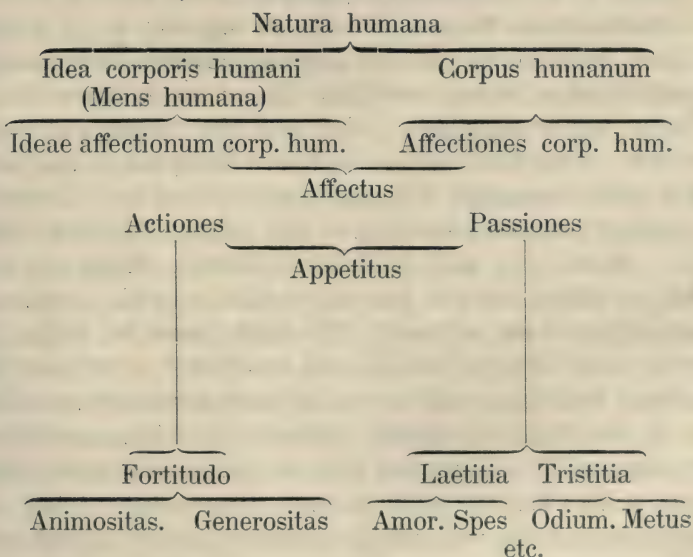 Natura humana
Idea corporis humani Corpus humanum
(Mens humana)
Ideae affectionum corp. hum. Affectiones corp. hum.
Affectus
Actiones Passiones
Appetitus
Fortitudo Laetitia Tristitia
Animositas. Generositas Amor. Spes Odium. Metus
etc.